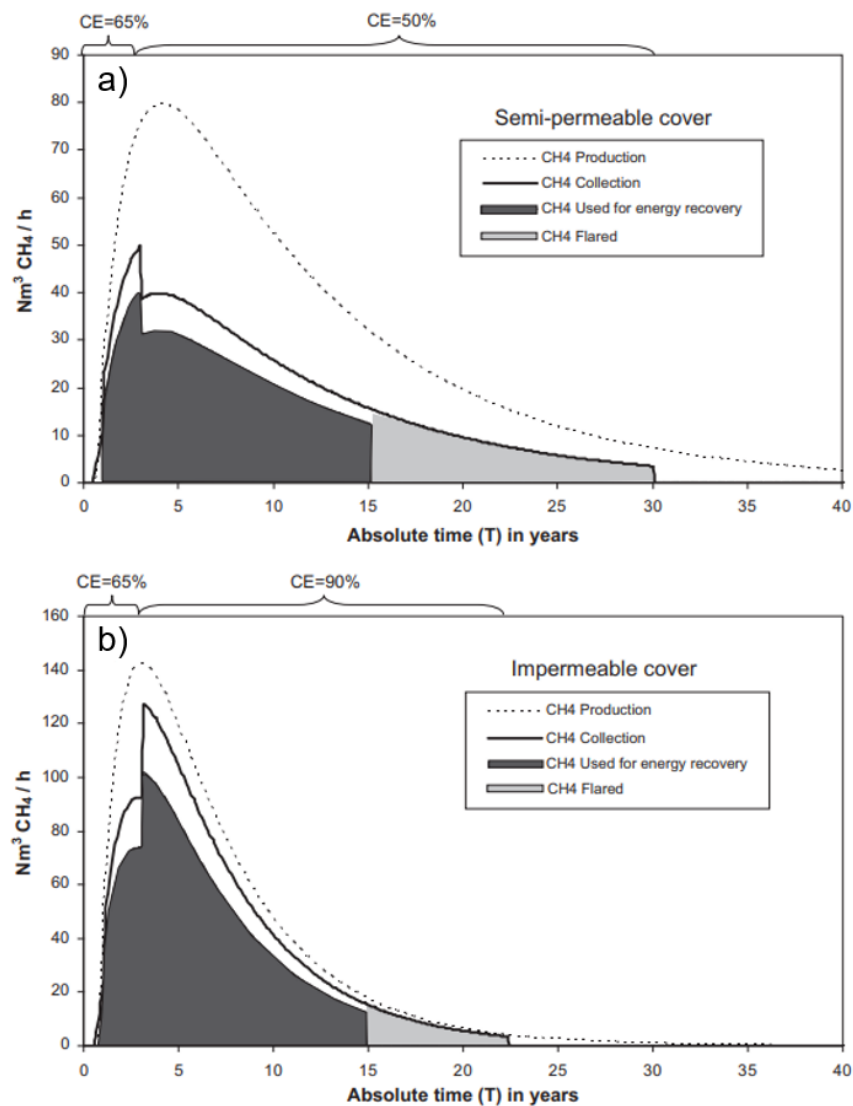 CE=65% CE=50%
a)
90
80
70
60
50
40
30
20
10
0
Nm³ CH₄ / h
Semi-permeable cover
CH4 Production
CH4 Collection
CH4 Used for energy recovery
CH4 Flared
0 5 10 15 20 25 30 35 40
Absolute time (T) in years
CE=65% CE=90%
b)
160
140
120
100
80
60
40
20
0
Nm³ CH₄ / h
Impermeable cover
CH4 Production
CH4 Collection
CH4 Used for energy recovery
CH4 Flared
0 5 10 15 20 25 30 35 40
Absolute time (T) in years